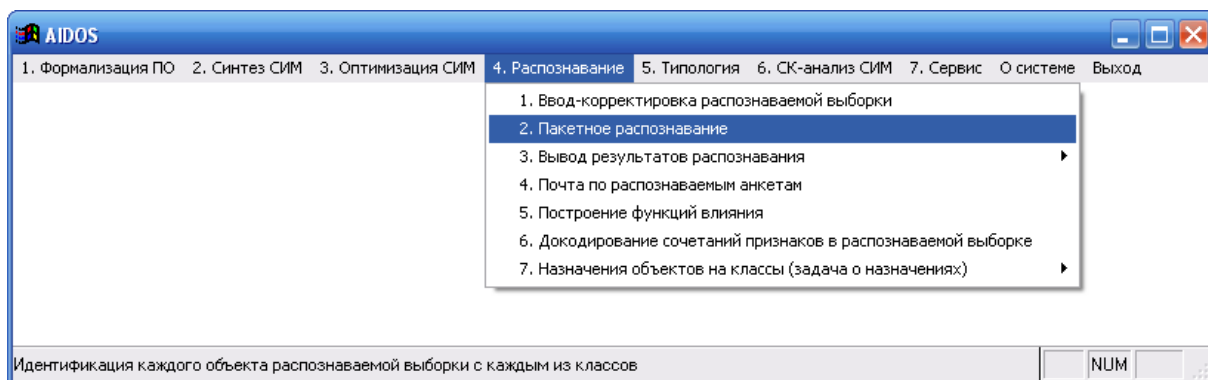 AIDOS
1. Формализация ПО 2. Синтез СИМ 3. Оптимизация СИМ 4. Распознавание 5. Типология 6. СК-анализ СИМ 7. Сервис О системе Выход
1. Ввод-корректировка распознаваемой выборки
2. Пакетное распознавание
3. Вывод результатов распознавания
4. Почта по распознаваемым анкетам
5. Построение функций влияния
6. Докодирование сочетаний признаков в распознаваемой выборке
7. Назначения объектов на классы (задача о назначениях)
Идентификация каждого объекта распознаваемой выборки с каждым из классов NUM